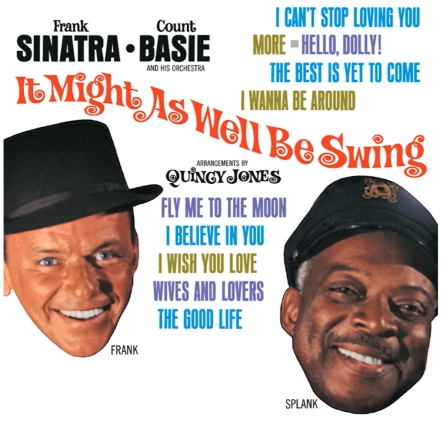 Frank Count
SINATRA • BASIE
AND HIS ORCHESTRA
I CAN'T STOP LOVING YOU
MORE = HELLO, DOLLY!
THE BEST IS YET TO COME
I WANNA BE AROUND
It Might As Well Be Swing
ARRANGEMENTS BY
QUINCY JONES
FLY ME TO THE MOON
I BELIEVE IN YOU
I WISH YOU LOVE
WIVES AND LOVERS
THE GOOD LIFE
FRANK
SPLANK